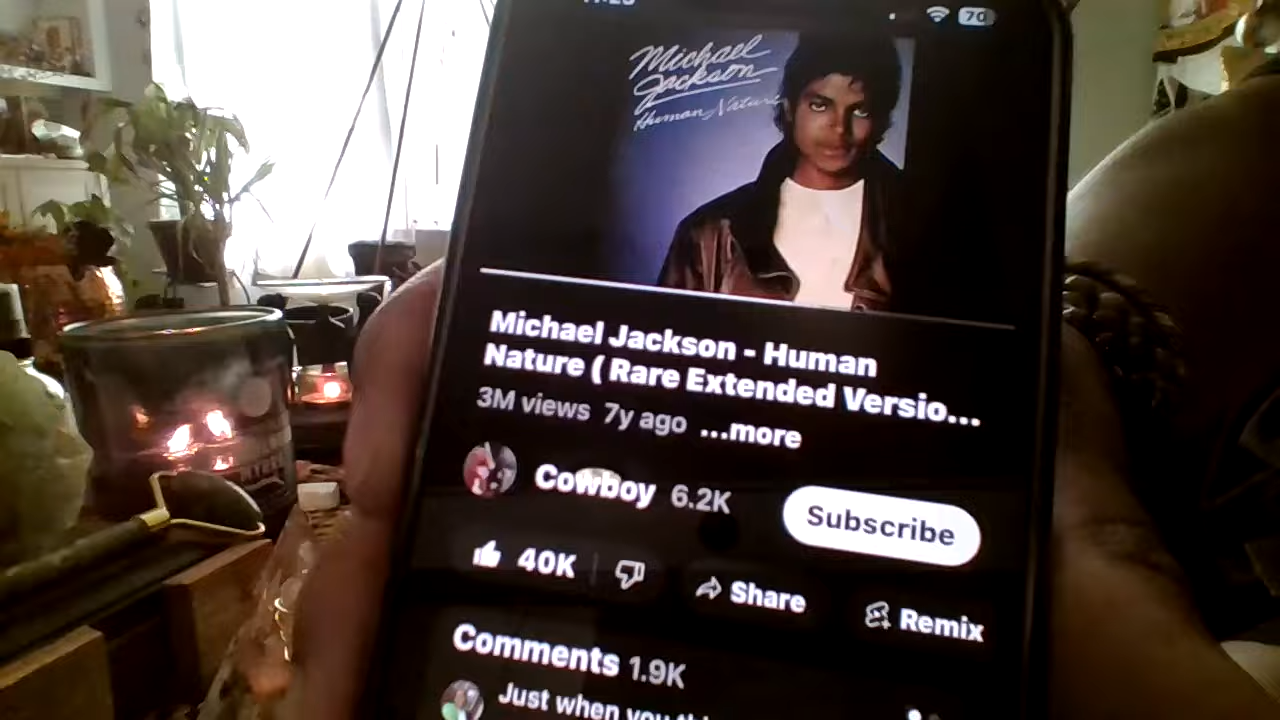 70
Michael
Jackson
Human Nature
Michael Jackson - Human
Nature ( Rare Extended Versio...
3M views 7y ago ...more
Cowboy 6.2K
Subscribe
40K
Share
Remix
Comments 1.9K
Just when you